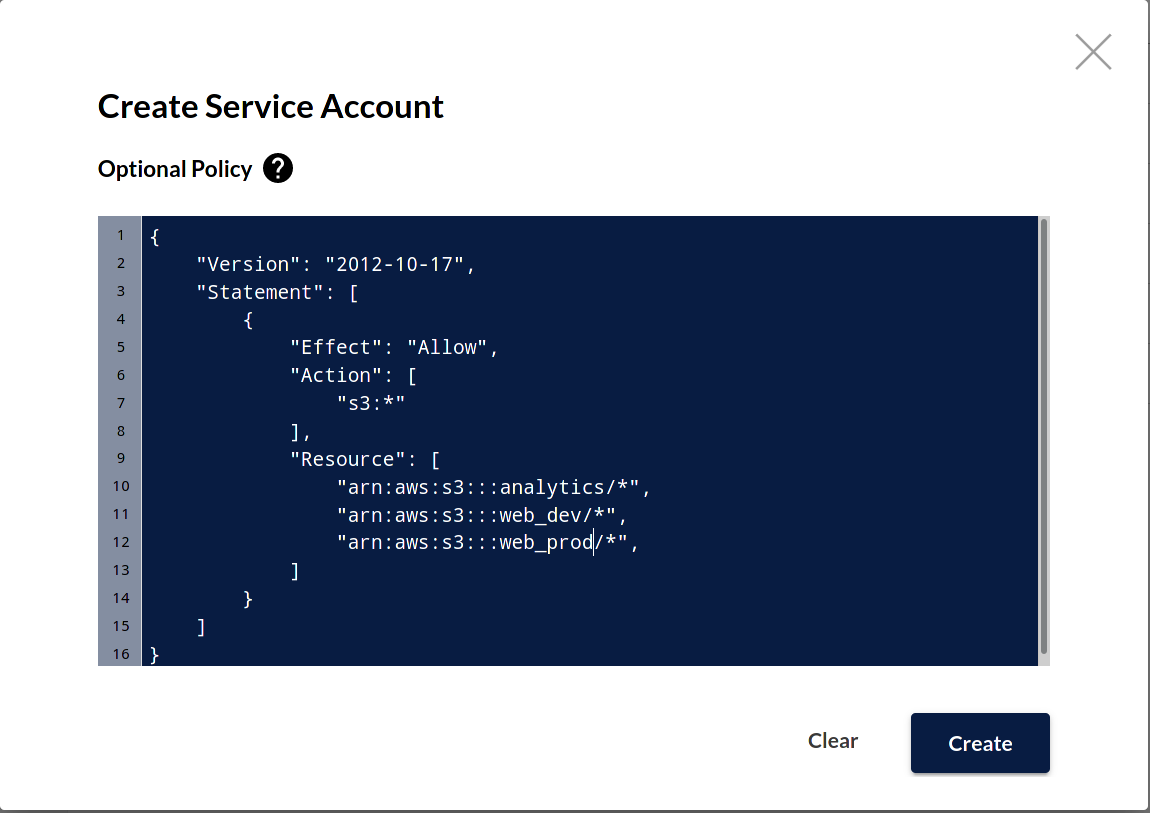 Create Service Account
Optional Policy ?
1 {
2     "Version": "2012-10-17",
3     "Statement": [
4         {
5             "Effect": "Allow",
6             "Action": [
7                 "s3:*"
8             ],
9             "Resource": [
10                 "arn:aws:s3:::analytics/*",
11                 "arn:aws:s3:::web_dev/*",
12                 "arn:aws:s3:::web_prod/*",
13             ]
14         }
15     ]
16 }
Clear
Create